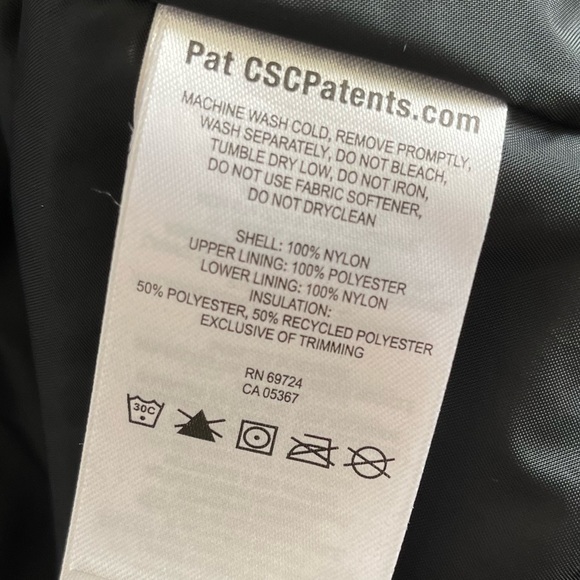 Pat CSCPatents.com
MACHINE WASH COLD, REMOVE PROMPTLY,
WASH SEPARATELY, DO NOT BLEACH,
TUMBLE DRY LOW, DO NOT IRON,
DO NOT USE FABRIC SOFTENER,
DO NOT DRYCLEAN
SHELL: 100% NYLON
UPPER LINING: 100% POLYESTER
LOWER LINING: 100% NYLON
INSULATION:
50% POLYESTER, 50% RECYCLED POLYESTER
EXCLUSIVE OF TRIMMING
RN 69724
CA 05367
30C